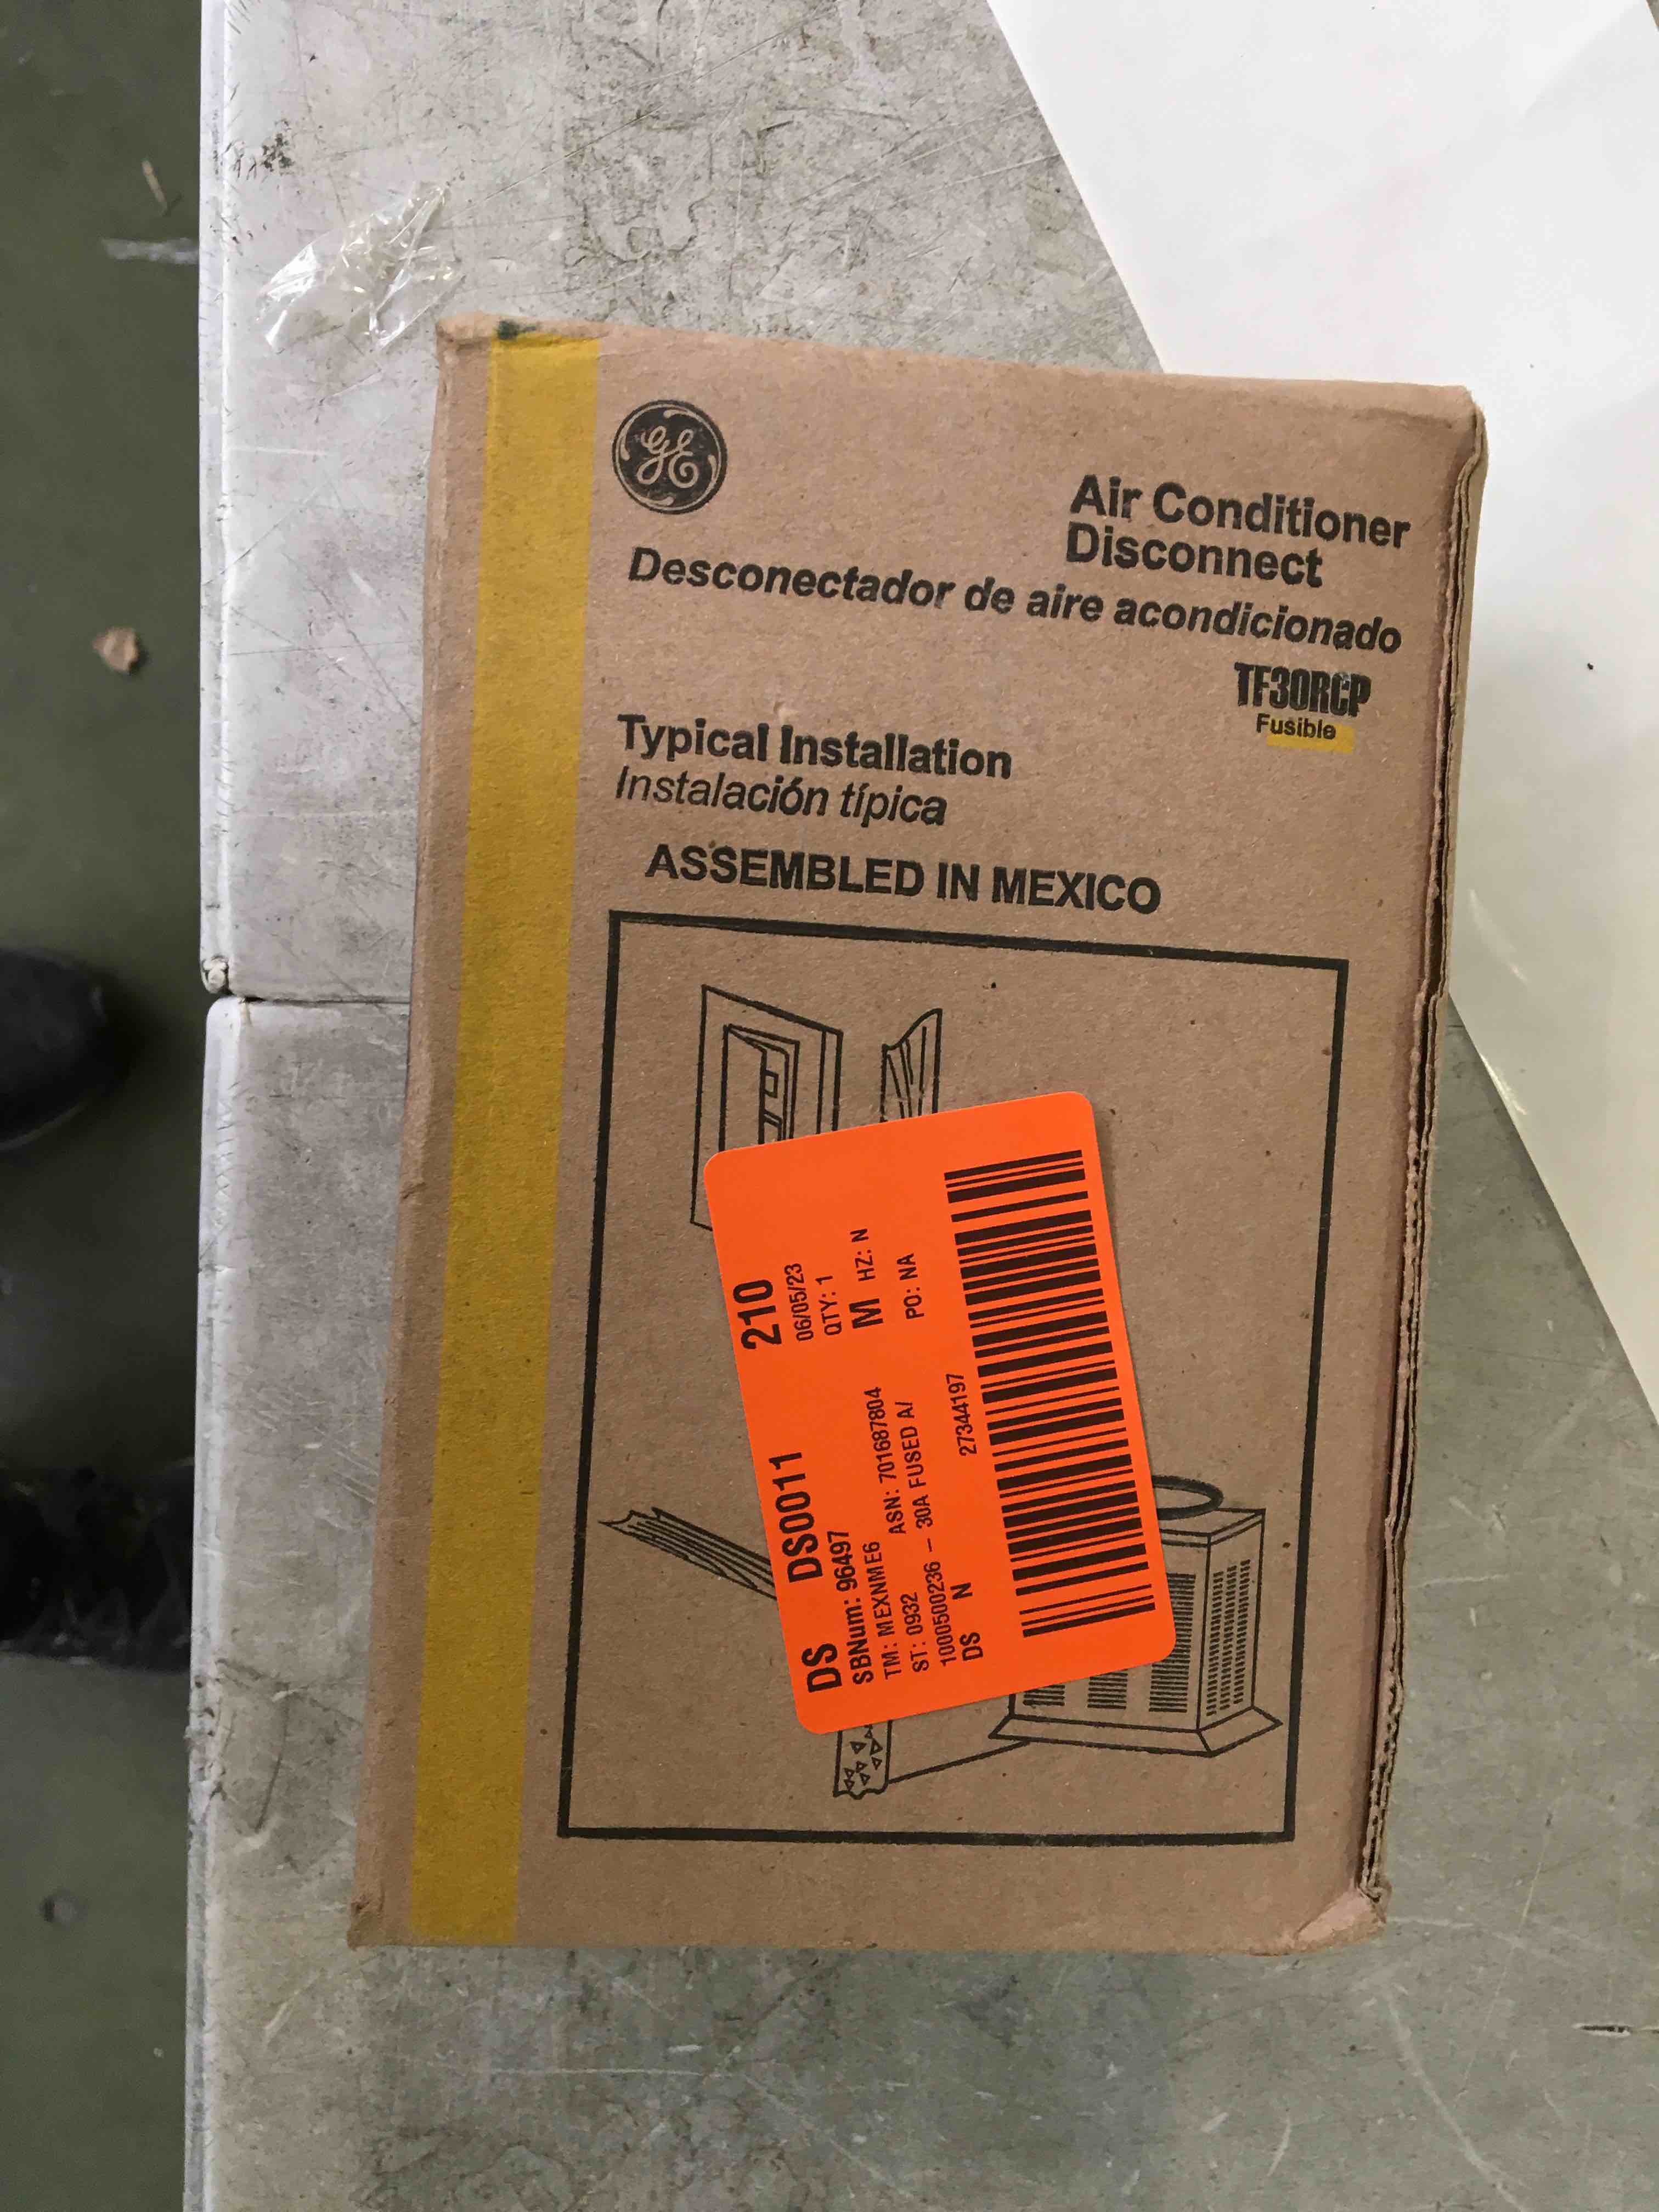 GE
Air Conditioner
Disconnect
Desconectador de aire acondicionado
TF30RCP
Fusible
Typical Installation
Instalación típica
ASSEMBLED IN MEXICO
DS DS0011 210
SBNum: 96497 06/05/23
TM: MEXNME6 QTY: 1
ASN: 701687804 M HZ: N
ST: 0932
1000500236 – 30A FUSED A/ PO: NA
DS N
27344197